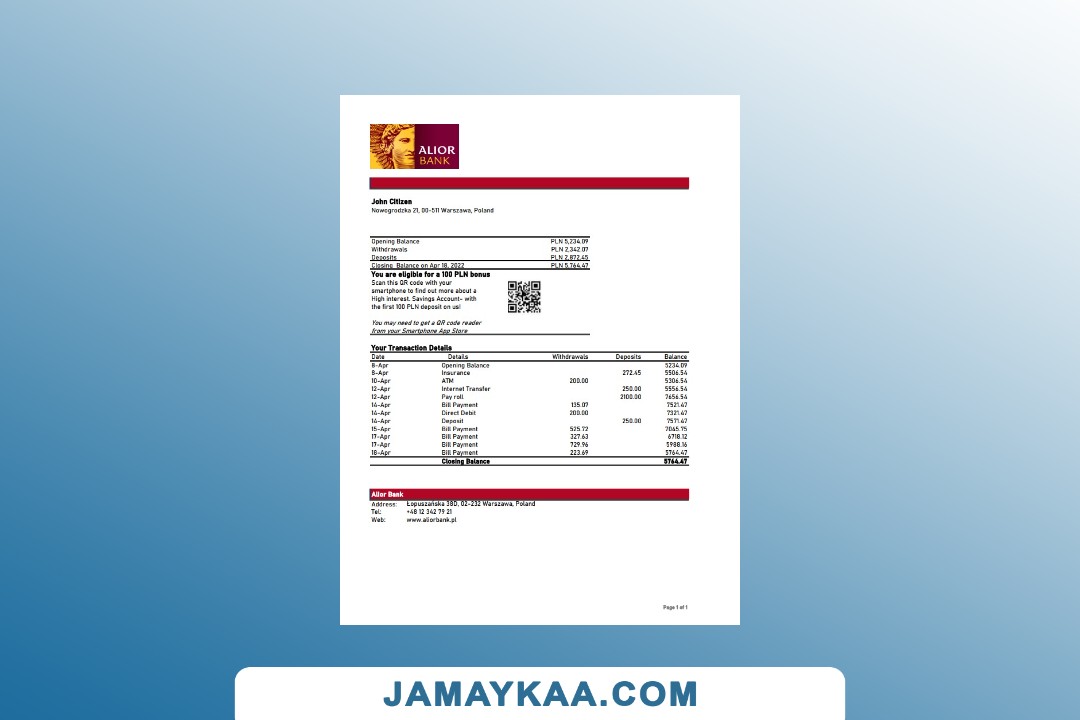 ALIOR
BANK
John Citizen
Nowogrodzka 21, 00-511 Warszawa, Poland
Opening Balance PLN 5,234.09
Withdrawals PLN 2,342.07
Deposits PLN 2,872.45
Closing Balance on Apr 18, 2022 PLN 5,764.47
You are eligible for a 100 PLN bonus
Scan this QR code with your
smartphone to find out more about a
High interest. Savings Account- with
the first 100 PLN deposit on us!
You may need to get a QR code reader
from your Smartphone App Store
Your Transaction Details
Date Details Withdrawals Deposits Balance
8-Apr Opening Balance 5234.09
8-Apr Insurance 272.45 5506.54
10-Apr ATM 200.00 5306.54
12-Apr Internet Transfer 250.00 5556.54
12-Apr Pay roll 2100.00 7656.54
14-Apr Bill Payment 135.07 7521.47
14-Apr Direct Debit 200.00 7321.47
14-Apr Deposit 250.00 7571.47
15-Apr Bill Payment 525.72 7045.75
17-Apr Bill Payment 327.63 6718.12
17-Apr Bill Payment 729.96 5988.16
18-Apr Bill Payment 223.69 5764.47
Closing Balance 5764.47
Alior Bank
Address: Łopuszańska 38D, 02-232 Warszawa, Poland
Tel: +48 12 342 79 21
Web: www.aliorbank.pl
Page 1 of 1
JAMAYKAA.COM